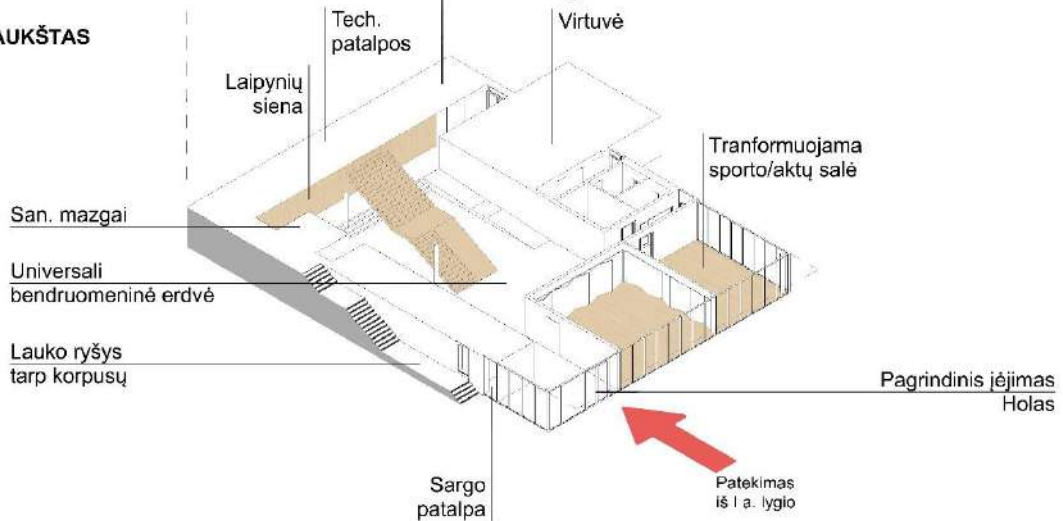 AUKŠTAS
Tech.
patalpos
Virtuvė
Laipynių
siena
Tranformuojama
sporto/aktų salė
San. mazgai
Universali
bendruomeninė erdvė
Lauko ryšys
tarp korpusų
Pagrindinis įėjimas
Holas
Sargo
patalpa
Patekimas
iš I a. lygio